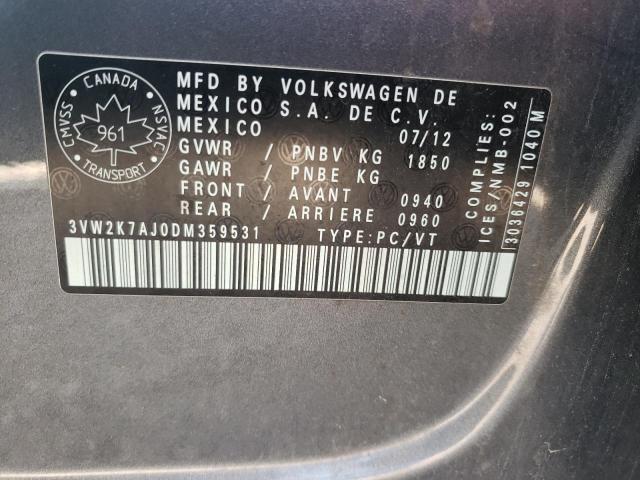 CANADA
CMVSS
NSVAC
961
TRANSPORT
MFD BY VOLKSWAGEN DE
MEXICO S.A. DE C.V.
MEXICO 07/12
GVWR / PNBV KG 1850
GAWR / PNBE KG
FRONT / AVANT 0940
REAR / ARRIERE 0960
3VW2K7AJ0DM359531 TYPE:PC/VT
COMPLIES:
ICES/NMB-002
3036429 1040 M